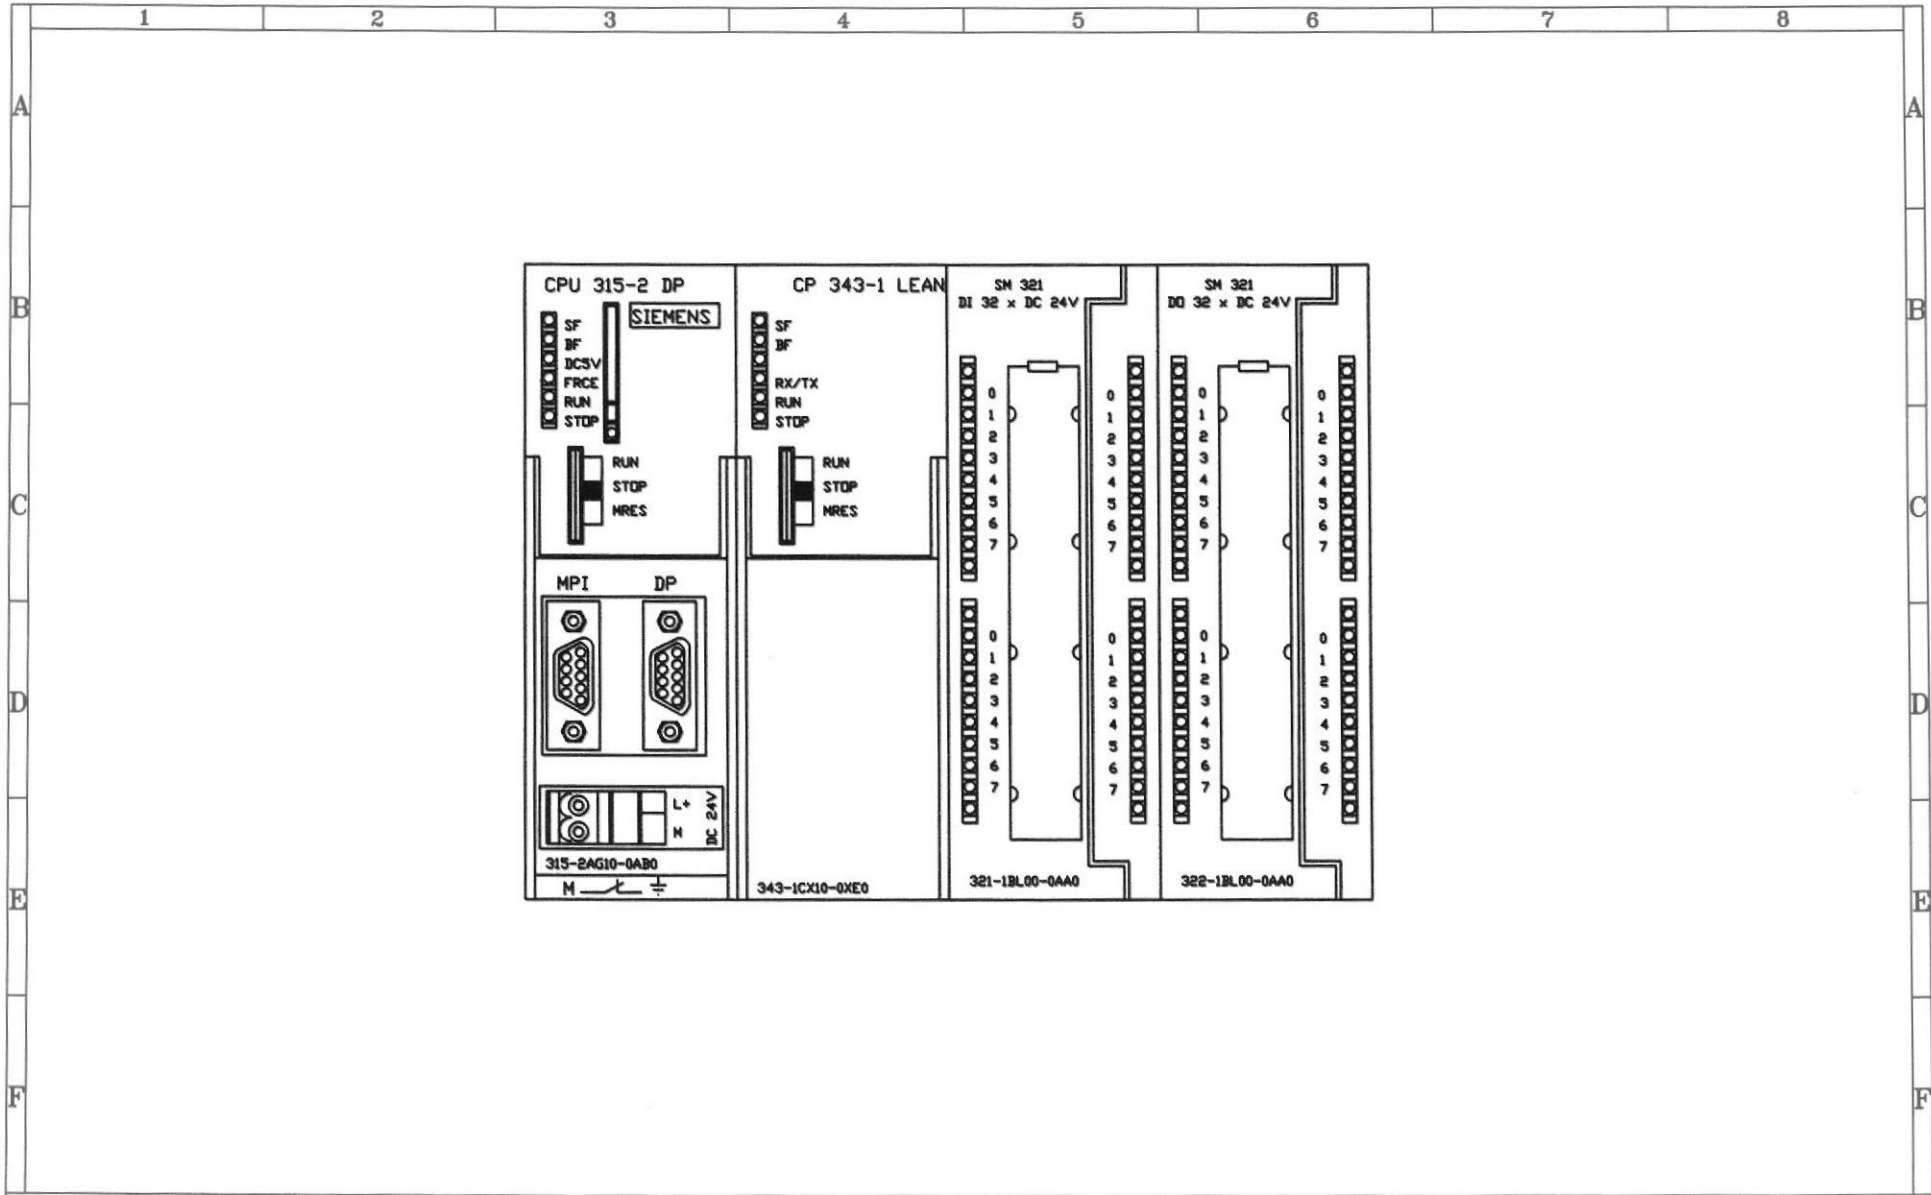 1 2 3 4 5 6 7 8
A A
B B
C C
D D
E E
F F
CPU 315-2 DP
SIEMENS
SF
BF
DC5V
FRCE
RUN
STOP
RUN
STOP
MRES
MPI DP
L+
M
DC 24V
315-2AG10-0AB0
M
CP 343-1 LEAN
SF
BF
RX/TX
RUN
STOP
RUN
STOP
MRES
343-1CX10-0XE0
SM 321
DI 32 x DC 24V
0 0
1 1
2 2
3 3
4 4
5 5
6 6
7 7
0 0
1 1
2 2
3 3
4 4
5 5
6 6
7 7
321-1BL00-0AA0
SM 321
DO 32 x DC 24V
0 0
1 1
2 2
3 3
4 4
5 5
6 6
7 7
0 0
1 1
2 2
3 3
4 4
5 5
6 6
7 7
322-1BL00-0AA0